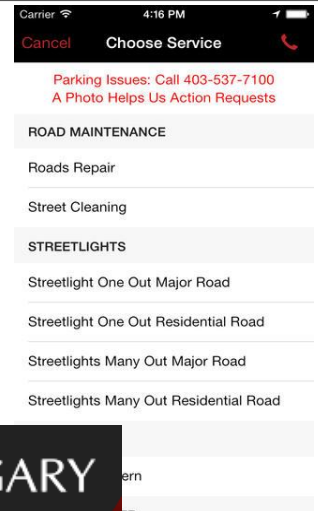 Carrier 4:16 PM
Cancel Choose Service
Parking Issues: Call 403-537-7100
A Photo Helps Us Action Requests
ROAD MAINTENANCE
Roads Repair
Street Cleaning
STREETLIGHTS
Streetlight One Out Major Road
Streetlight One Out Residential Road
Streetlights Many Out Major Road
Streetlights Many Out Residential Road
GARY
ern